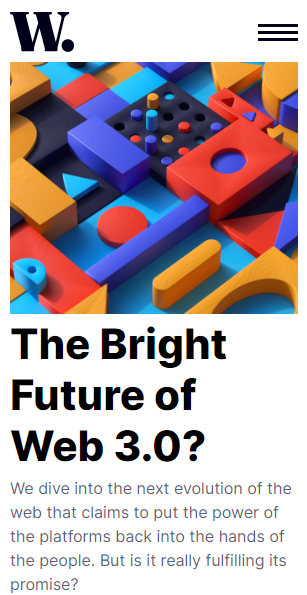 W.
The Bright
Future of
Web 3.0?
We dive into the next evolution of the
web that claims to put the power of
the platforms back into the hands of
the people. But is it really fulfilling its
promise?